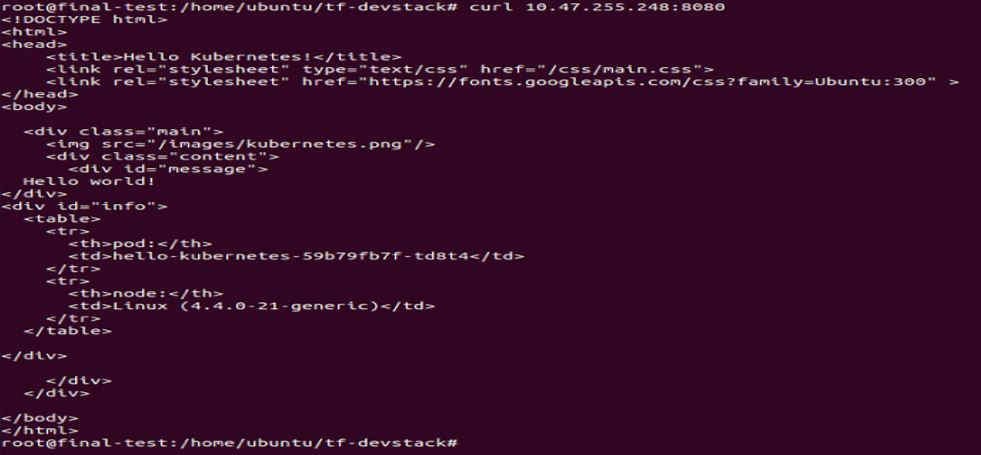 root@final-test:/home/ubuntu/tf-devstack# curl 10.47.255.248:8080
<!DOCTYPE html>
<html>
<head>
    <title>Hello Kubernetes!</title>
    <link rel="stylesheet" type="text/css" href="/css/main.css">
    <link rel="stylesheet" href="https://fonts.googleapis.com/css?family=Ubuntu:300" >
</head>
<body>
  <div class="main">
    <img src="/images/kubernetes.png"/>
    <div class="content">
      <div id="message">
  Hello world!
</div>
<div id="info">
  <table>
    <tr>
      <th>pod:</th>
      <td>hello-kubernetes-59b79fb7f-td8t4</td>
    </tr>
    <tr>
      <th>node:</th>
      <td>Linux (4.4.0-21-generic)</td>
    </tr>
  </table>
</div>
    </div>
  </div>
</body>
</html>
root@final-test:/home/ubuntu/tf-devstack#